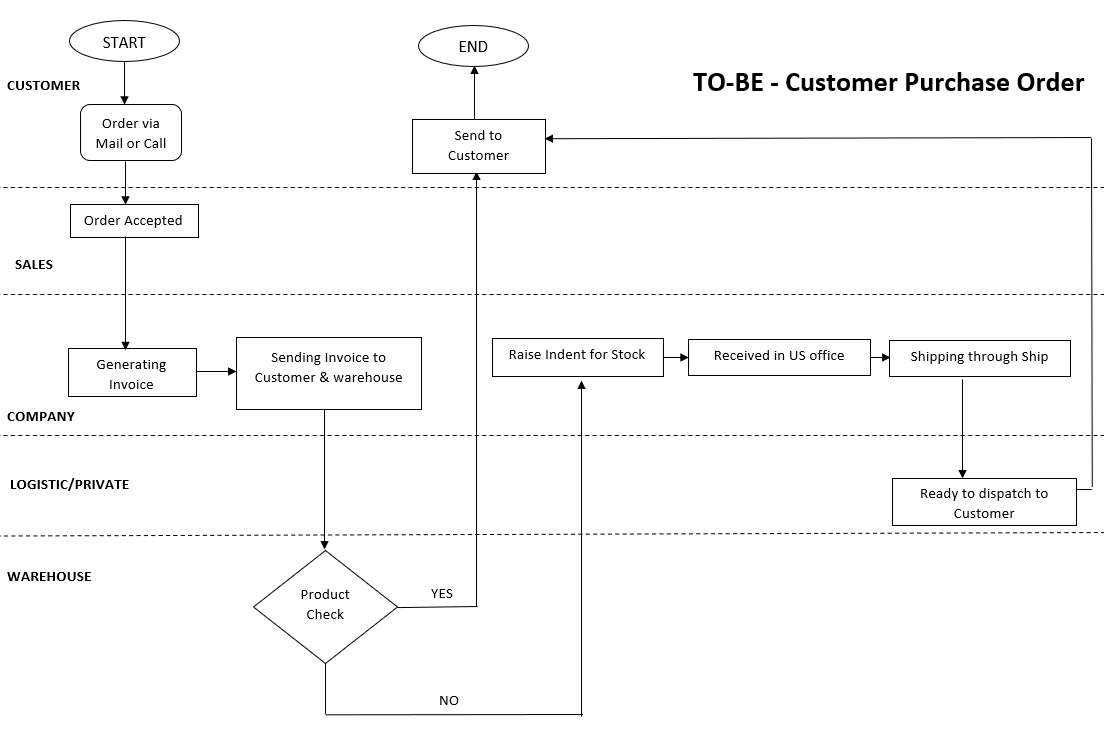 START
END
CUSTOMER
TO-BE - Customer Purchase Order
Order via
Mail or Call
Send to
Customer
Order Accepted
SALES
Generating
Invoice
Sending Invoice to
Customer & warehouse
Raise Indent for Stock
Received in US office
Shipping through Ship
COMPANY
LOGISTIC/PRIVATE
Ready to dispatch to
Customer
WAREHOUSE
Product
Check
YES
NO